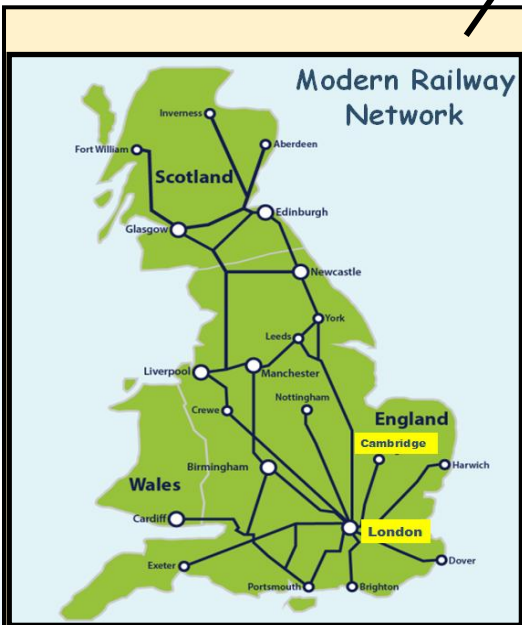 Modern Railway
Network
Inverness
Fort William
Aberdeen
Scotland
Edinburgh
Glasgow
Newcastle
York
Leeds
Liverpool
Manchester
Nottingham
Crewe
England
Cambridge
Birmingham
Harwich
Wales
Cardiff
London
Exeter
Dover
Portsmouth
Brighton